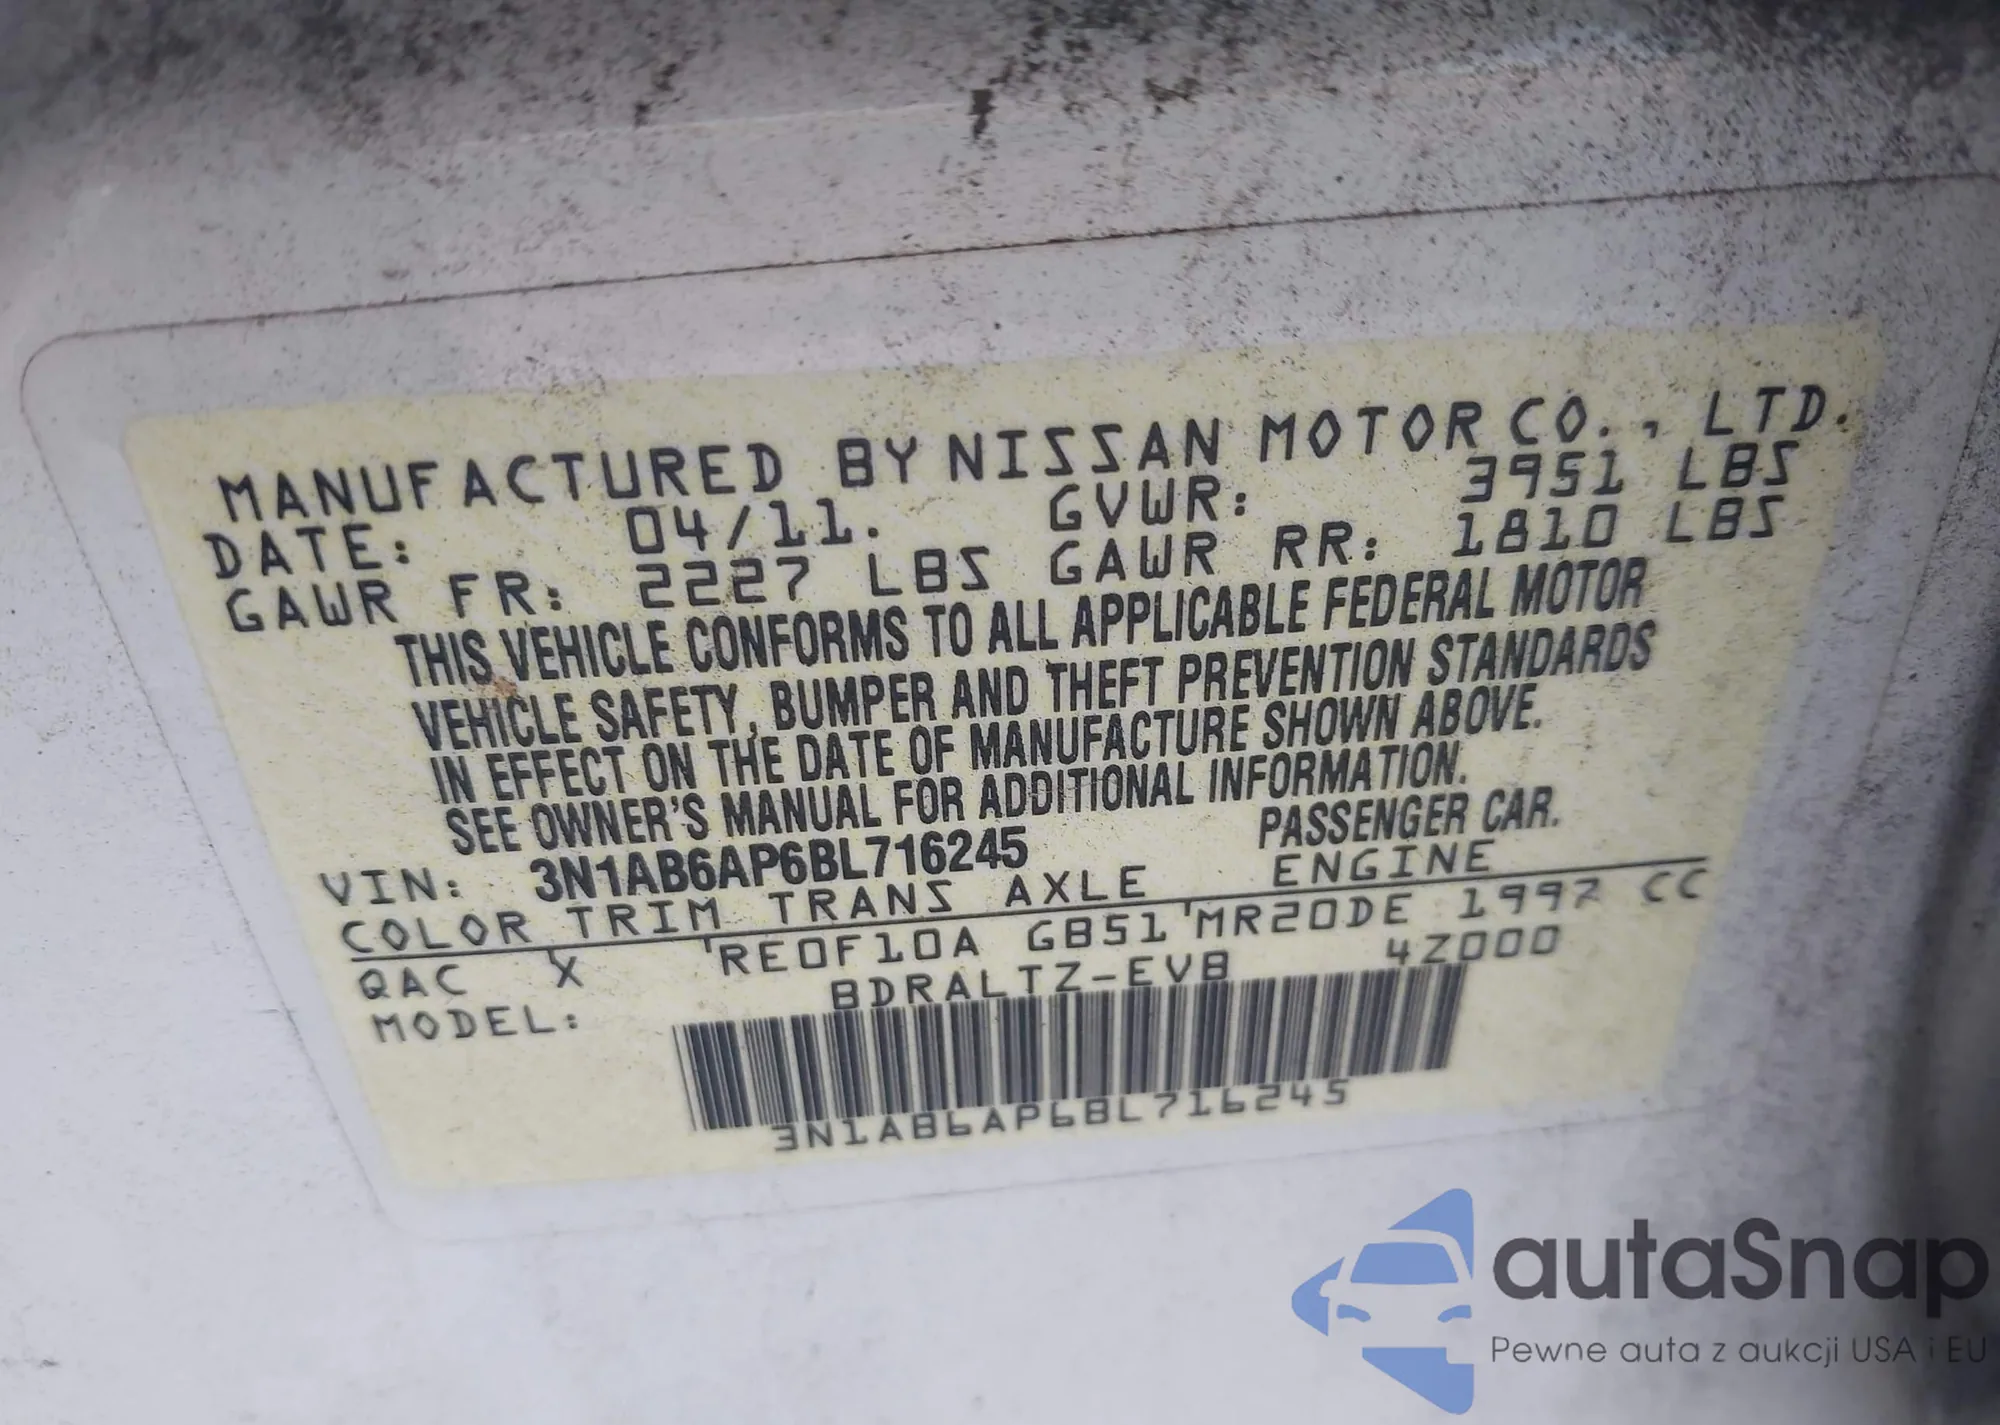 MANUFACTURED BY NISSAN MOTOR CO., LTD.
DATE: 04/11. GVWR: 3951 LBS
GAWR FR: 2227 LBS GAWR RR: 1810 LBS
THIS VEHICLE CONFORMS TO ALL APPLICABLE FEDERAL MOTOR
VEHICLE SAFETY, BUMPER AND THEFT PREVENTION STANDARDS
IN EFFECT ON THE DATE OF MANUFACTURE SHOWN ABOVE.
SEE OWNER'S MANUAL FOR ADDITIONAL INFORMATION.
VIN: 3N1AB6AP6BL716245 PASSENGER CAR.
COLOR TRIM TRANS AXLE ENGINE
QAC X RE0F10A GB51 MR20DE 1997 CC
MODEL: BDRALTZ-EVB 4Z000
3N1AB6AP6BL716245
autaSnap
Pewne auta z aukcji USA i EU